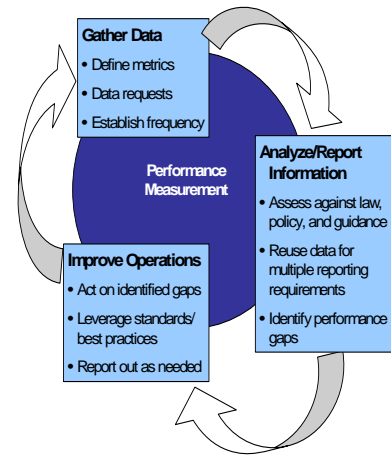 Gather Data
• Define metrics
• Data requests
• Establish frequency
Performance
Measurement
Analyze/Report
Information
• Assess against law,
policy, and guidance
• Reuse data for
multiple reporting
requirements
• Identify performance
gaps
Improve Operations
• Act on identified gaps
• Leverage standards/
best practices
• Report out as needed